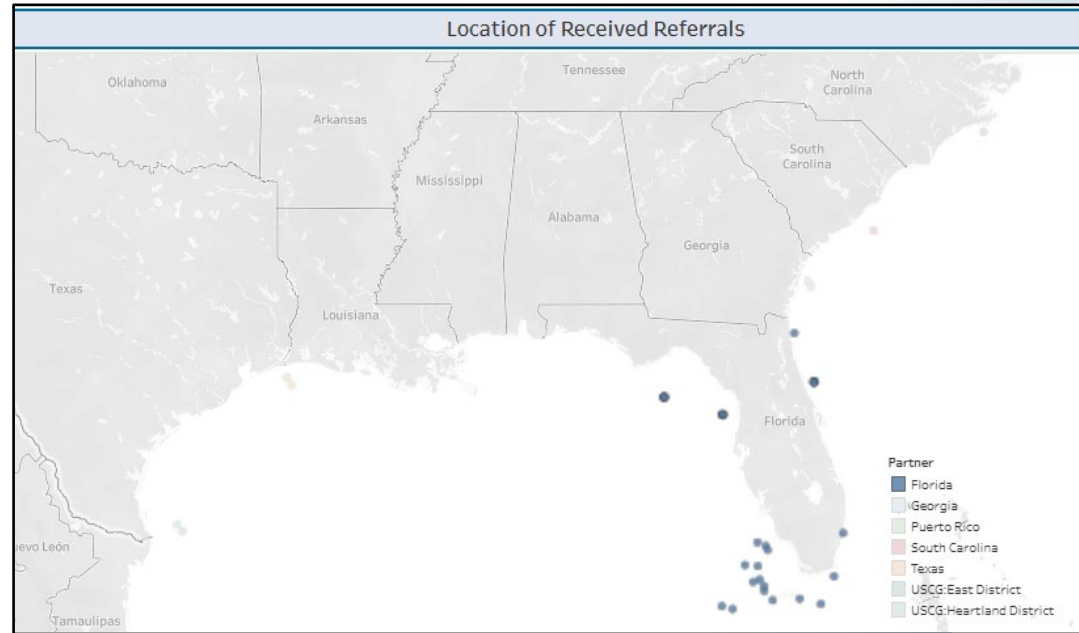 Location of Received Referrals
Oklahoma
Tennessee
North
Carolina
Arkansas
South
Carolina
Mississippi
Alabama
Georgia
Texas
Louisiana
Florida
Partner
Florida
Georgia
Puerto Rico
South Carolina
Texas
USCG:East District
USCG:Heartland District
uevo León
Tamaulipas